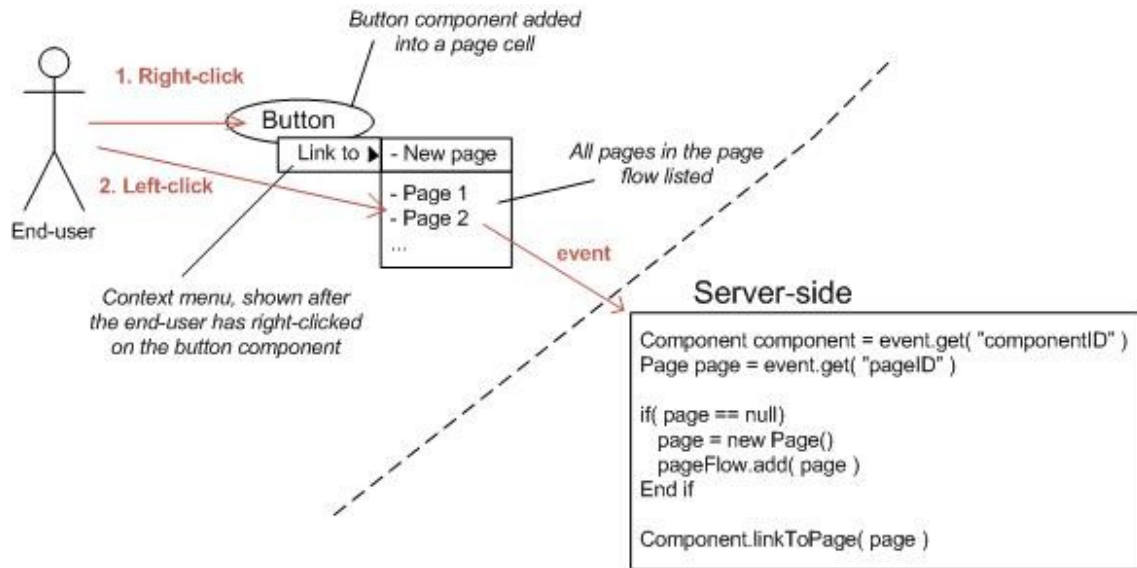 Button component added
into a page cell
1. Right-click
Button
Link to
- New page
All pages in the page
flow listed
2. Left-click
- Page 1
- Page 2
...
End-user
event
Context menu, shown after
the end-user has right-clicked
on the button component
Server-side
Component component = event.get( "componentID" )
Page page = event.get( "pageID" )
if( page == null)
page = new Page()
pageFlow.add( page )
End if
Component.linkToPage( page )